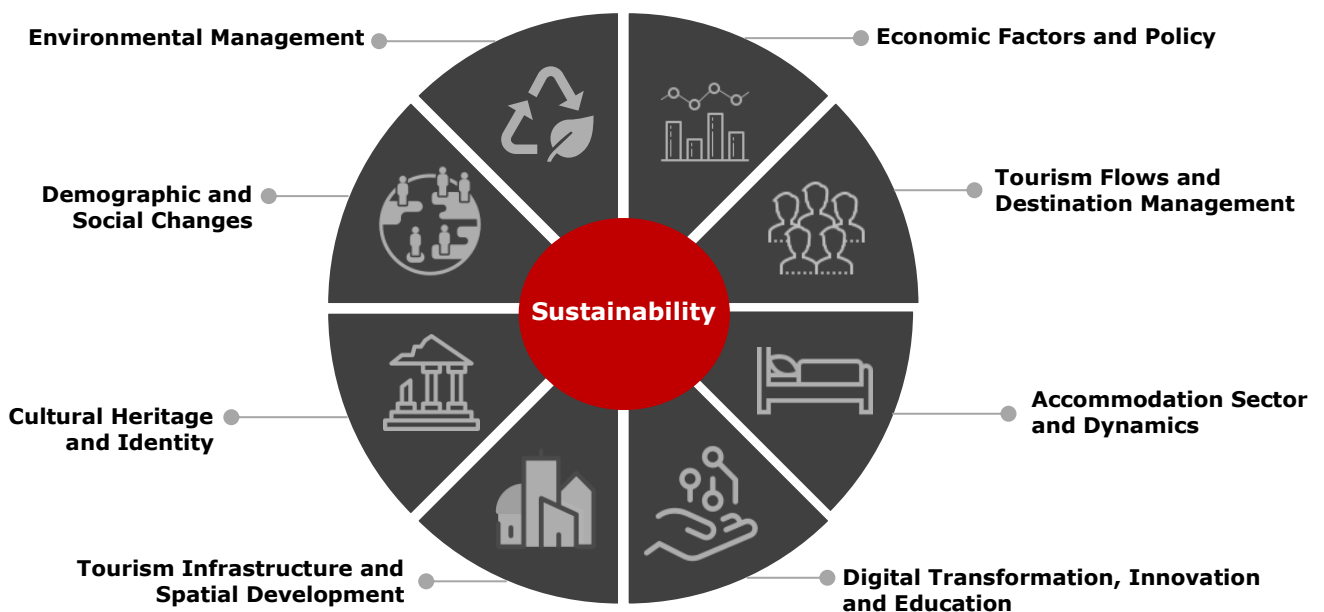 Environmental Management
Economic Factors and Policy
Demographic and
Social Changes
Tourism Flows and
Destination Management
Sustainability
Cultural Heritage
and Identity
Accommodation Sector
and Dynamics
Tourism Infrastructure and
Spatial Development
Digital Transformation, Innovation
and Education